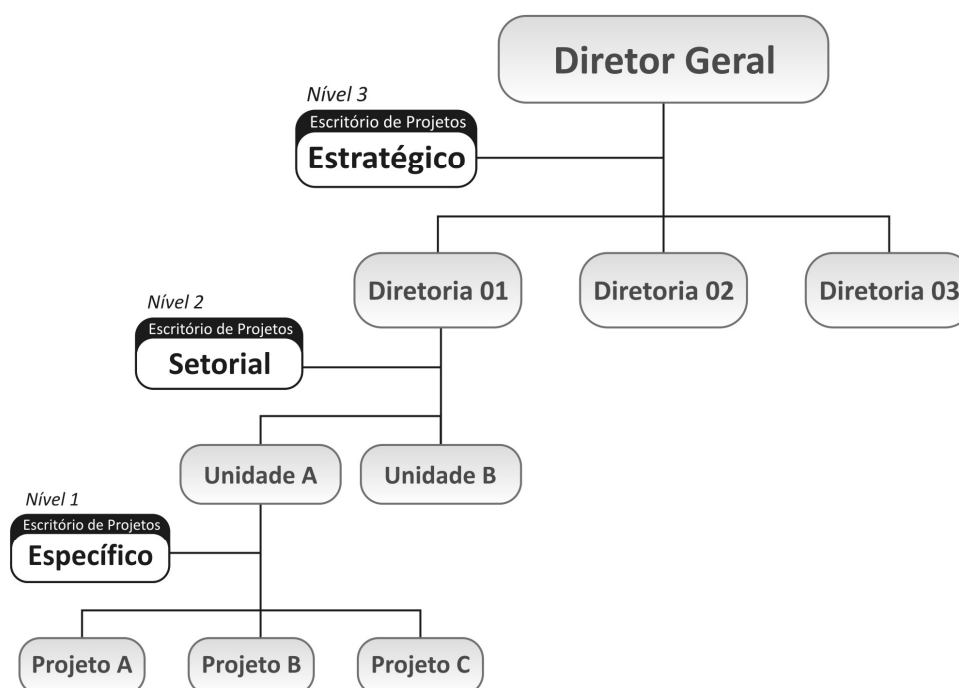 Diretor Geral
Nível 3
Escritório de Projetos
Estratégico
Diretoria 01
Diretoria 02
Diretoria 03
Nível 2
Escritório de Projetos
Setorial
Unidade A
Unidade B
Nível 1
Escritório de Projetos
Específico
Projeto A
Projeto B
Projeto C